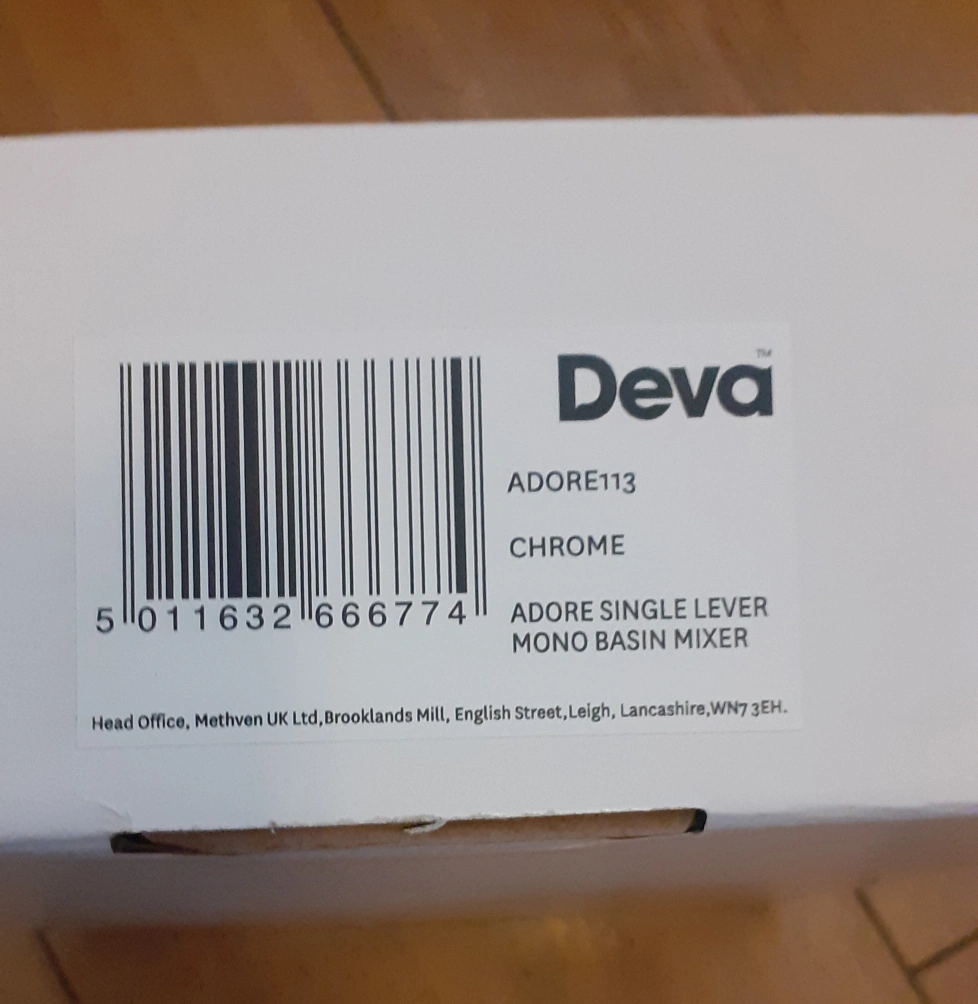 Deva™
ADORE113
CHROME
ADORE SINGLE LEVER
MONO BASIN MIXER
5 011632 666774
Head Office, Methven UK Ltd,Brooklands Mill, English Street,Leigh, Lancashire,WN7 3EH.